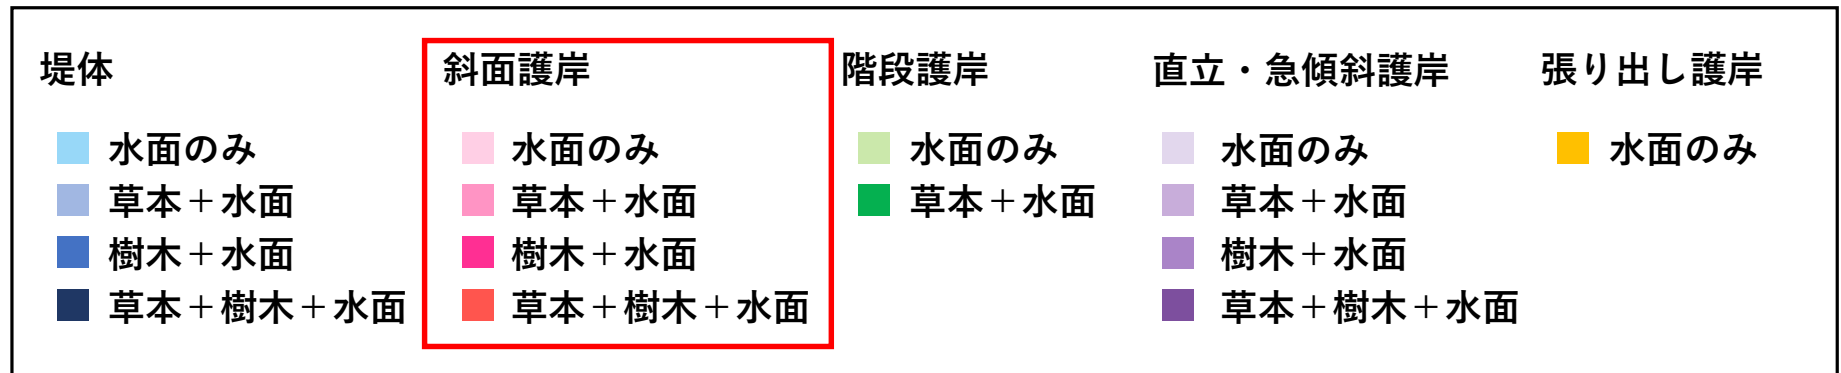 堤体
水面のみ
草本＋水面
樹木＋水面
草本＋樹木＋水面
斜面護岸
水面のみ
草本＋水面
樹木＋水面
草本＋樹木＋水面
階段護岸
水面のみ
草本＋水面
直立・急傾斜護岸
水面のみ
草本＋水面
樹木＋水面
草本＋樹木＋水面
張り出し護岸
水面のみ